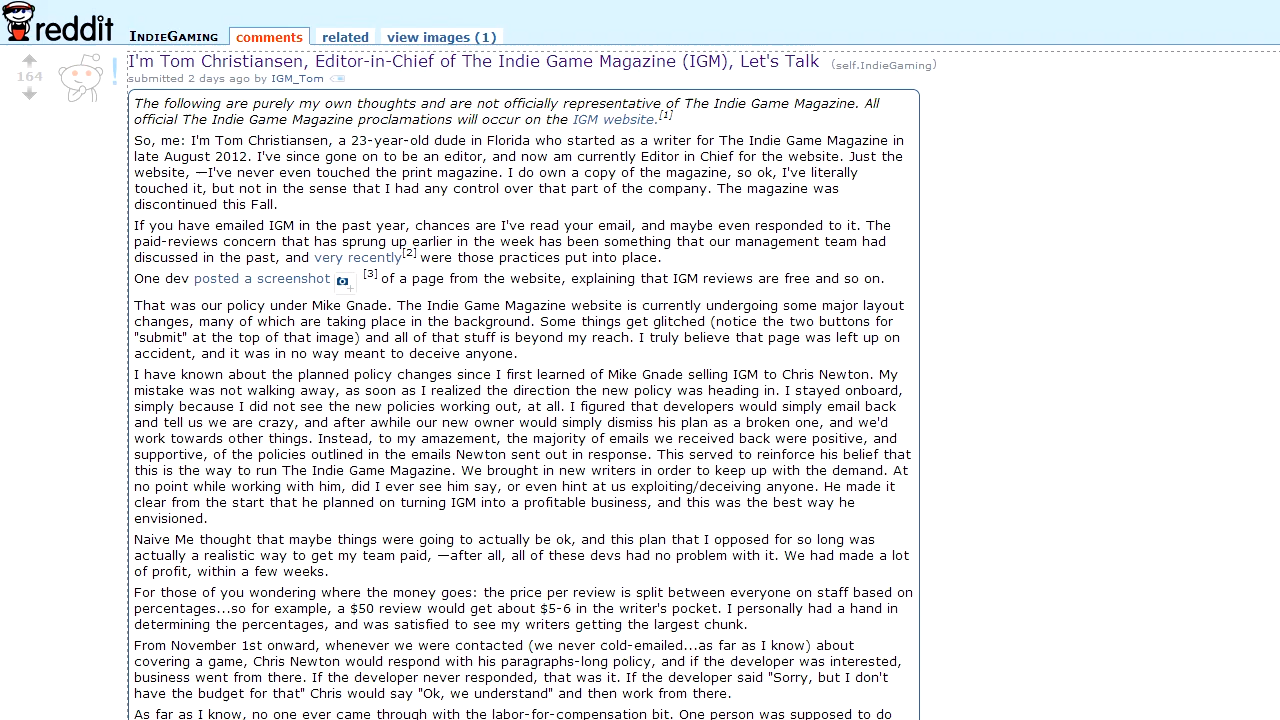 reddit INDIEGAMING comments related view images (1)
I'm Tom Christiansen, Editor-in-Chief of The Indie Game Magazine (IGM), Let's Talk (self.IndieGaming)
164
submitted 2 days ago by IGM_Tom
The following are purely my own thoughts and are not officially representative of The Indie Game Magazine. All
official The Indie Game Magazine proclamations will occur on the IGM website.[1]
So, me: I'm Tom Christiansen, a 23-year-old dude in Florida who started as a writer for The Indie Game Magazine in
late August 2012. I've since gone on to be an editor, and now am currently Editor in Chief for the website. Just the
website, —I've never even touched the print magazine. I do own a copy of the magazine, so ok, I've literally
touched it, but not in the sense that I had any control over that part of the company. The magazine was
discontinued this Fall.
If you have emailed IGM in the past year, chances are I've read your email, and maybe even responded to it. The
paid-reviews concern that has sprung up earlier in the week has been something that our management team had
discussed in the past, and very recently[2] were those practices put into place.
One dev posted a screenshot [3] of a page from the website, explaining that IGM reviews are free and so on.
That was our policy under Mike Gnade. The Indie Game Magazine website is currently undergoing some major layout
changes, many of which are taking place in the background. Some things get glitched (notice the two buttons for
"submit" at the top of that image) and all of that stuff is beyond my reach. I truly believe that page was left up on
accident, and it was in no way meant to deceive anyone.
I have known about the planned policy changes since I first learned of Mike Gnade selling IGM to Chris Newton. My
mistake was not walking away, as soon as I realized the direction the new policy was heading in. I stayed onboard,
simply because I did not see the new policies working out, at all. I figured that developers would simply email back
and tell us we are crazy, and after awhile our new owner would simply dismiss his plan as a broken one, and we'd
work towards other things. Instead, to my amazement, the majority of emails we received back were positive, and
supportive, of the policies outlined in the emails Newton sent out in response. This served to reinforce his belief that
this is the way to run The Indie Game Magazine. We brought in new writers in order to keep up with the demand. At
no point while working with him, did I ever see him say, or even hint at us exploiting/deceiving anyone. He made it
clear from the start that he planned on turning IGM into a profitable business, and this was the best way he
envisioned.
Naive Me thought that maybe things were going to actually be ok, and this plan that I opposed for so long was
actually a realistic way to get my team paid, —after all, all of these devs had no problem with it. We had made a lot
of profit, within a few weeks.
For those of you wondering where the money goes: the price per review is split between everyone on staff based on
percentages...so for example, a $50 review would get about $5-6 in the writer's pocket. I personally had a hand in
determining the percentages, and was satisfied to see my writers getting the largest chunk.
From November 1st onward, whenever we were contacted (we never cold-emailed...as far as I know) about
covering a game, Chris Newton would respond with his paragraphs-long policy, and if the developer was interested,
business went from there. If the developer never responded, that was it. If the developer said "Sorry, but I don't
have the budget for that" Chris would say "Ok, we understand" and then work from there.
As far as I know, no one ever came through with the labor-for-compensation bit. One person was supposed to do